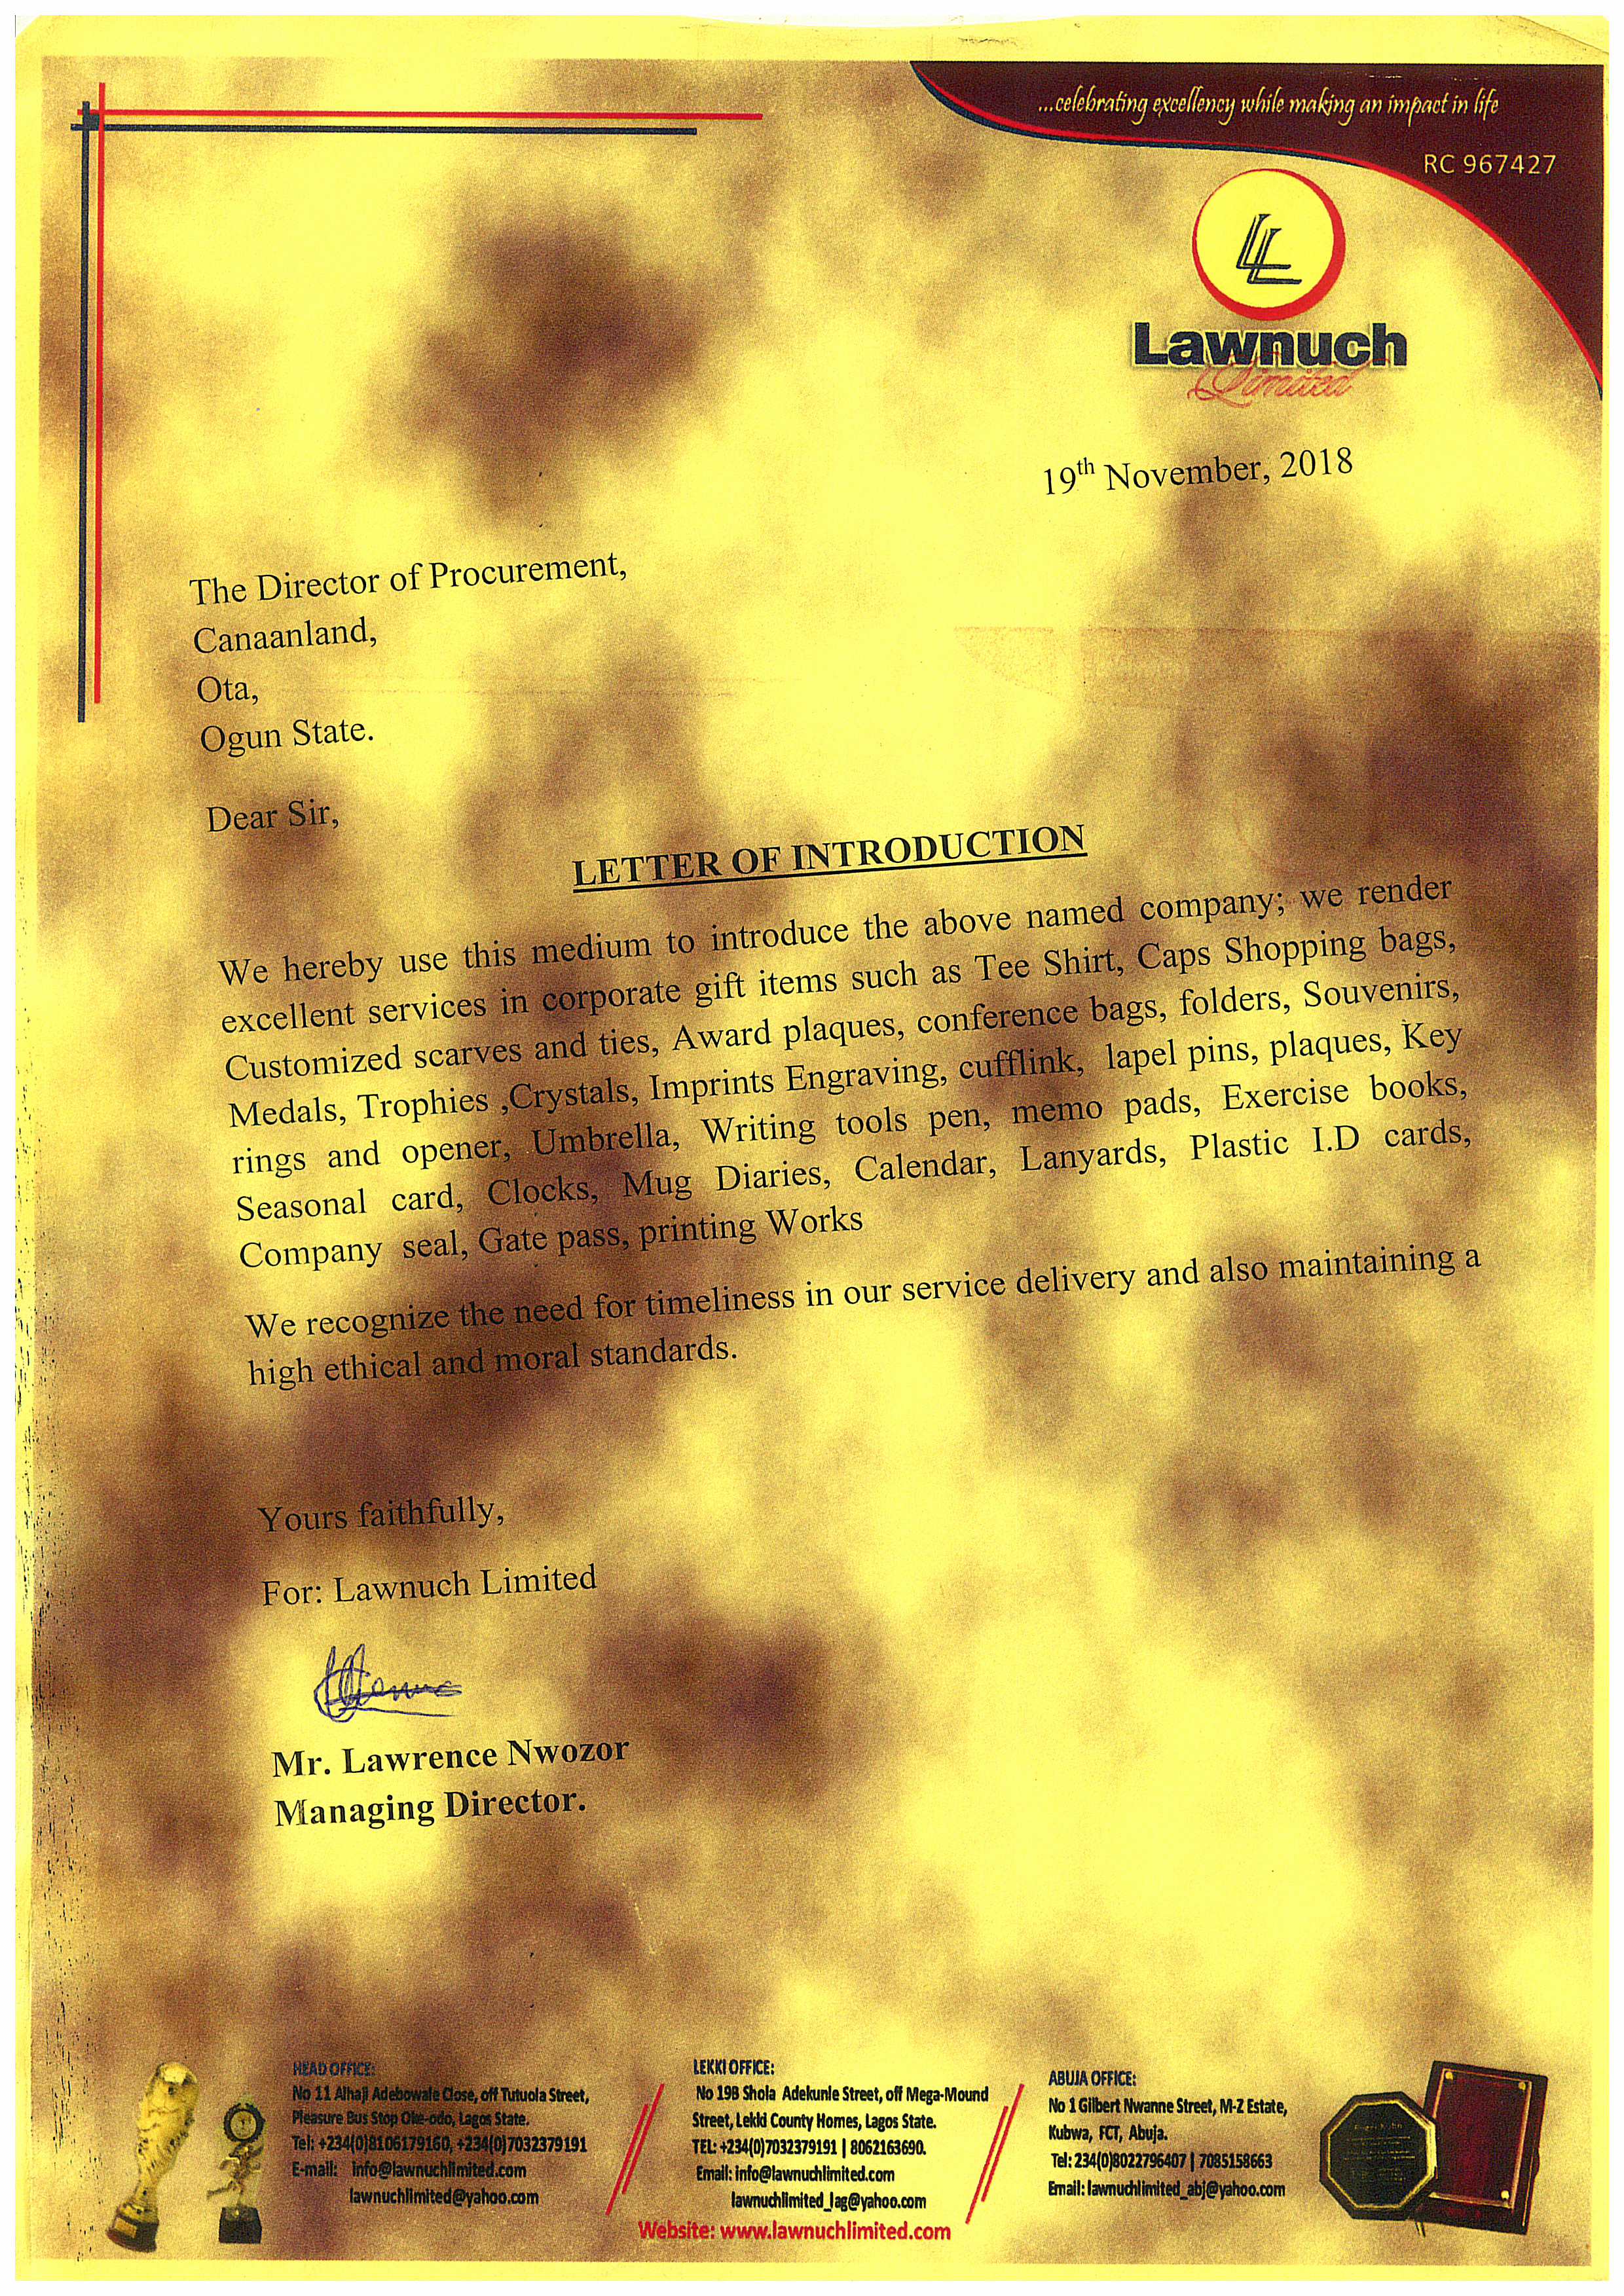 ...celebrating excellency while making an impact in life
RC 967427
LL
Lawnuch
Limited
19th November, 2018
The Director of Procurement,
Canaanland,
Ota,
Ogun State.
Dear Sir,
LETTER OF INTRODUCTION
We hereby use this medium to introduce the above named company; we render
excellent services in corporate gift items such as Tee Shirt, Caps Shopping bags,
Customized scarves and ties, Award plaques, conference bags, folders, Souvenirs,
Medals, Trophies ,Crystals, Imprints Engraving, cufflink, lapel pins, plaques, Key
rings and opener, Umbrella, Writing tools pen, memo pads, Exercise books,
Seasonal card, Clocks, Mug Diaries, Calendar, Lanyards, Plastic I.D cards,
Company seal, Gate pass, printing Works
We recognize the need for timeliness in our service delivery and also maintaining a
high ethical and moral standards.
Yours faithfully,
For: Lawnuch Limited
Mr. Lawrence Nwozor
Managing Director.
HEAD OFFICE:
No 11 Alhaji Adebowale Close, off Tutuola Street,
Pleasure Bus Stop Oke-odo, Lagos State.
Tel: +234(0)8106179160, +234(0)7032379191
E-mail: info@lawnuchlimited.com
lawnuchlimited@yahoo.com
LEKKI OFFICE:
No 19B Shola Adekunle Street, off Mega-Mound
Street, Lekki County Homes, Lagos State.
TEL: +234(0)7032379191 | 8062163690.
Email: info@lawnuchlimited.com
lawnuchlimited_lag@yahoo.com
ABUJA OFFICE:
No 1 Gilbert Nwanne Street, M-Z Estate,
Kubwa, FCT, Abuja.
Tel: 234(0)8022796407 | 7085158663
Email: lawnuchlimited_abj@yahoo.com
Website: www.lawnuchlimited.com